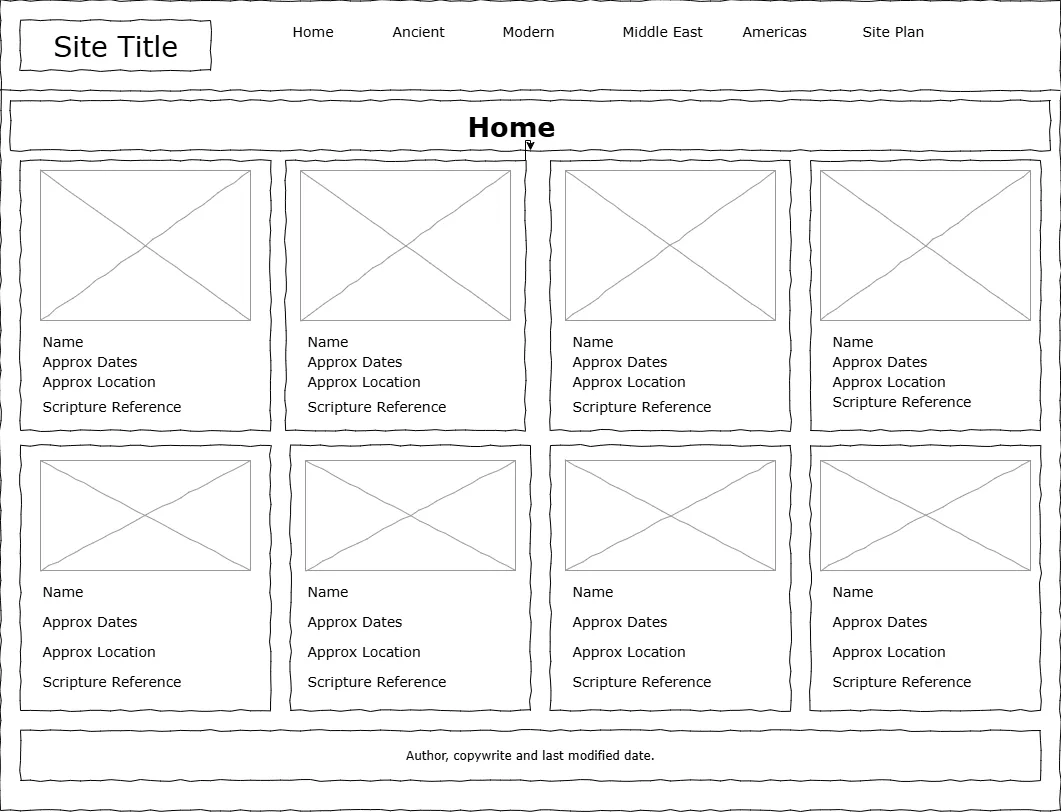 Site Title
Home Ancient Modern Middle East Americas Site Plan
Home
Name
Approx Dates
Approx Location
Scripture Reference
Name
Approx Dates
Approx Location
Scripture Reference
Name
Approx Dates
Approx Location
Scripture Reference
Name
Approx Dates
Approx Location
Scripture Reference
Name
Approx Dates
Approx Location
Scripture Reference
Name
Approx Dates
Approx Location
Scripture Reference
Name
Approx Dates
Approx Location
Scripture Reference
Name
Approx Dates
Approx Location
Scripture Reference
Author, copywrite and last modified date.